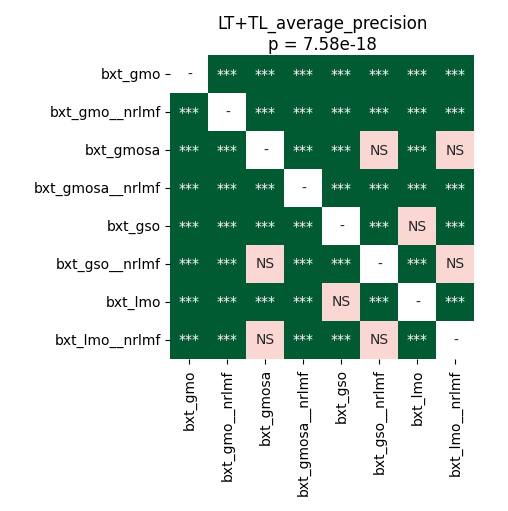 LT+TL_average_precision
p = 7.58e-18
bxt_gmo - *** *** *** *** *** *** ***
bxt_gmo__nrlmf *** - *** *** *** *** *** ***
bxt_gmosa *** *** - *** *** NS *** NS
bxt_gmosa__nrlmf *** *** *** - *** *** *** ***
bxt_gso *** *** *** *** - *** NS ***
bxt_gso__nrlmf *** *** NS *** *** - *** NS
bxt_lmo *** *** *** *** NS *** - ***
bxt_lmo__nrlmf *** *** NS *** *** NS *** -
bxt_gmo
bxt_gmo__nrlmf
bxt_gmosa
bxt_gmosa__nrlmf
bxt_gso
bxt_gso__nrlmf
bxt_lmo
bxt_lmo__nrlmf